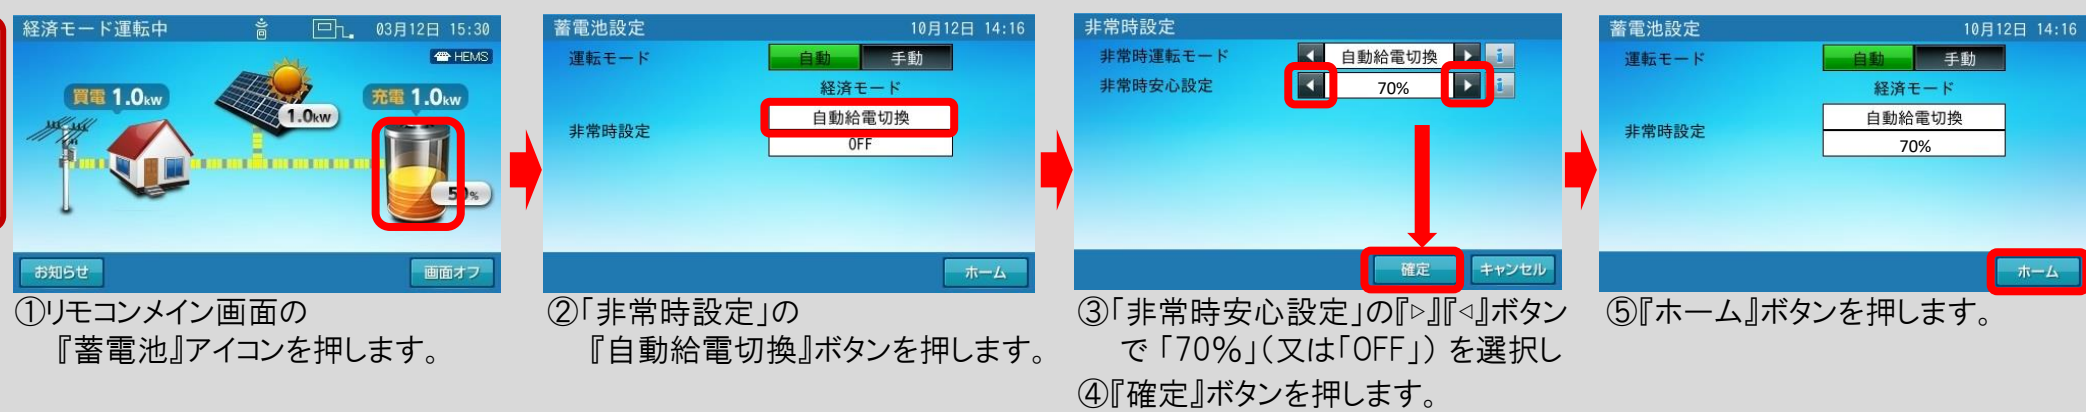 経済モード運転中
03月12日 15:30
HEMS
買電 1.0kw
1.0kw
充電 1.0kw
50%
お知らせ
画面オフ
①リモコンメイン画面の
『蓄電池』アイコンを押します。
蓄電池設定
10月12日 14:16
運転モード
自動
手動
経済モード
非常時設定
自動給電切換
OFF
ホーム
②「非常時設定」の
『自動給電切換』ボタンを押します。
非常時設定
非常時運転モード
自動給電切換
i
非常時安心設定
70%
i
確定
キャンセル
③「非常時安心設定」の『▷』『◁』ボタン
で「70%」(又は「OFF」) を選択し
④『確定』ボタンを押します。
蓄電池設定
10月12日 14:16
運転モード
自動
手動
経済モード
非常時設定
自動給電切換
70%
ホーム
⑤『ホーム』ボタンを押します。